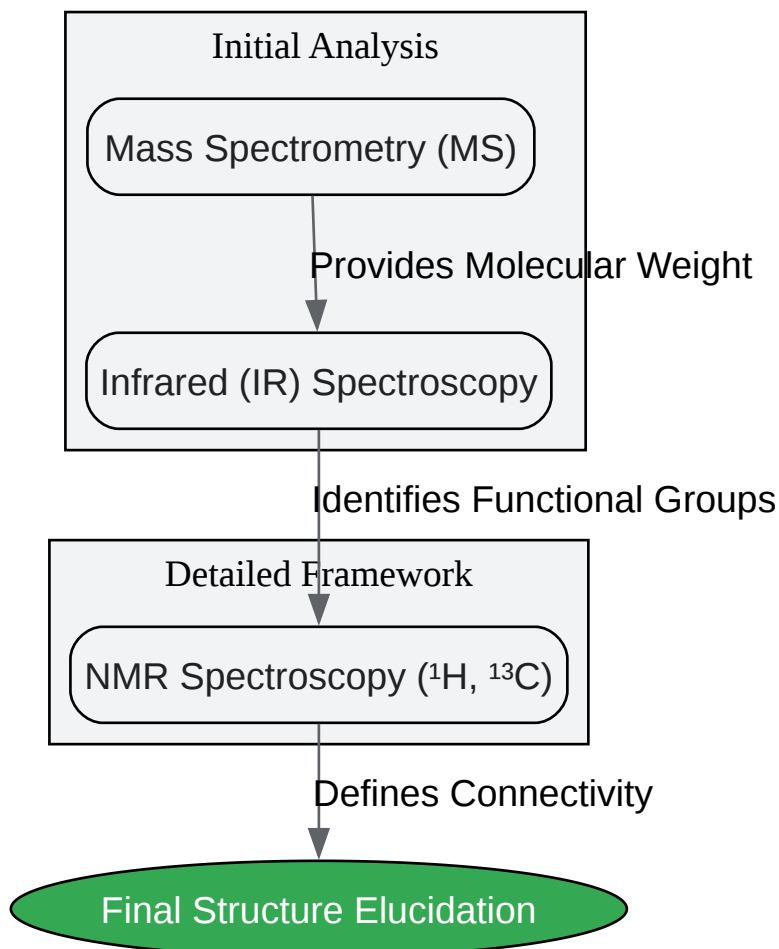 Initial Analysis
Mass Spectrometry (MS)
Provides Molecular Weight
Infrared (IR) Spectroscopy
Identifies Functional Groups
Detailed Framework
NMR Spectroscopy (¹H, ¹³C)
Defines Connectivity
Final Structure Elucidation